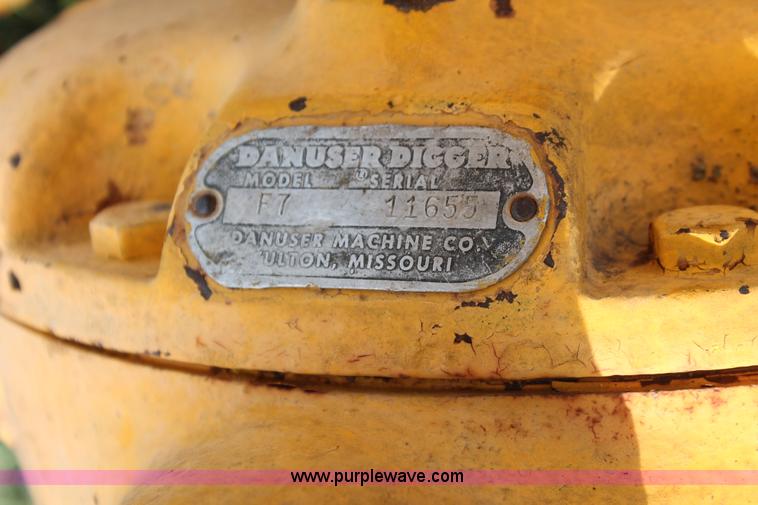 DANUSER DIGGER
MODEL SERIAL
F7 11655
DANUSER MACHINE CO.
ULTON, MISSOURI
www.purplewave.com